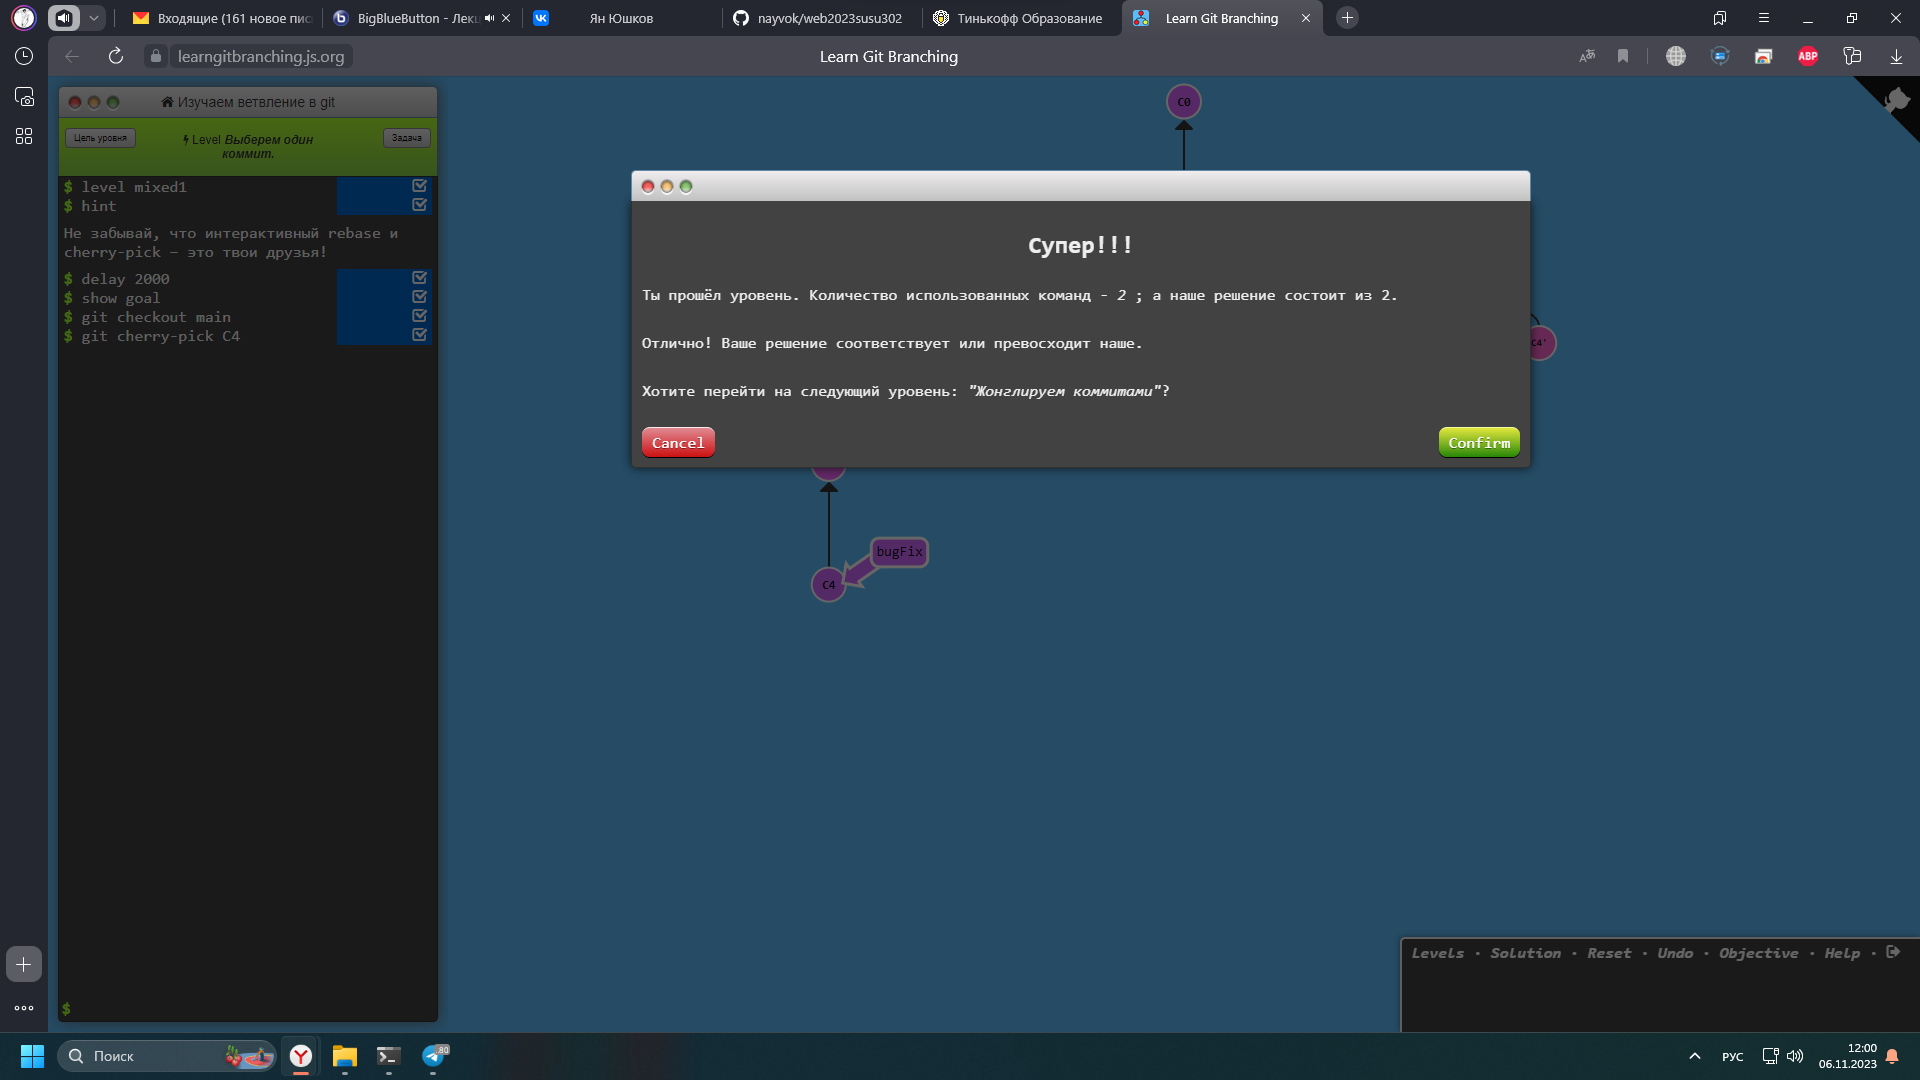 Входящие (161 новое пис
BigBlueButton - Лекц
Ян Юшков
nayvok/web2023susu302
Тинькофф Образование
Learn Git Branching
learngitbranching.js.org
Learn Git Branching
ABP
Изучаем ветвление в git
Цель уровня
Level Выберем один коммит.
Задача
$ level mixed1
$ hint
Не забывай, что интерактивный rebase и
cherry-pick – это твои друзья!
$ delay 2000
$ show goal
$ git checkout main
$ git cherry-pick C4
$
C0
Супер!!!
Ты прошёл уровень. Количество использованных команд - 2 ; а наше решение состоит из 2.
Отлично! Ваше решение соответствует или превосходит наше.
Хотите перейти на следующий уровень: "Жонглируем коммитами"?
Cancel
Confirm
C4'
bugFix
C4
Levels · Solution · Reset · Undo · Objective · Help ·
Поиск
80
РУС
12:00
06.11.2023